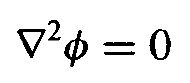 ∇²ϕ = 0